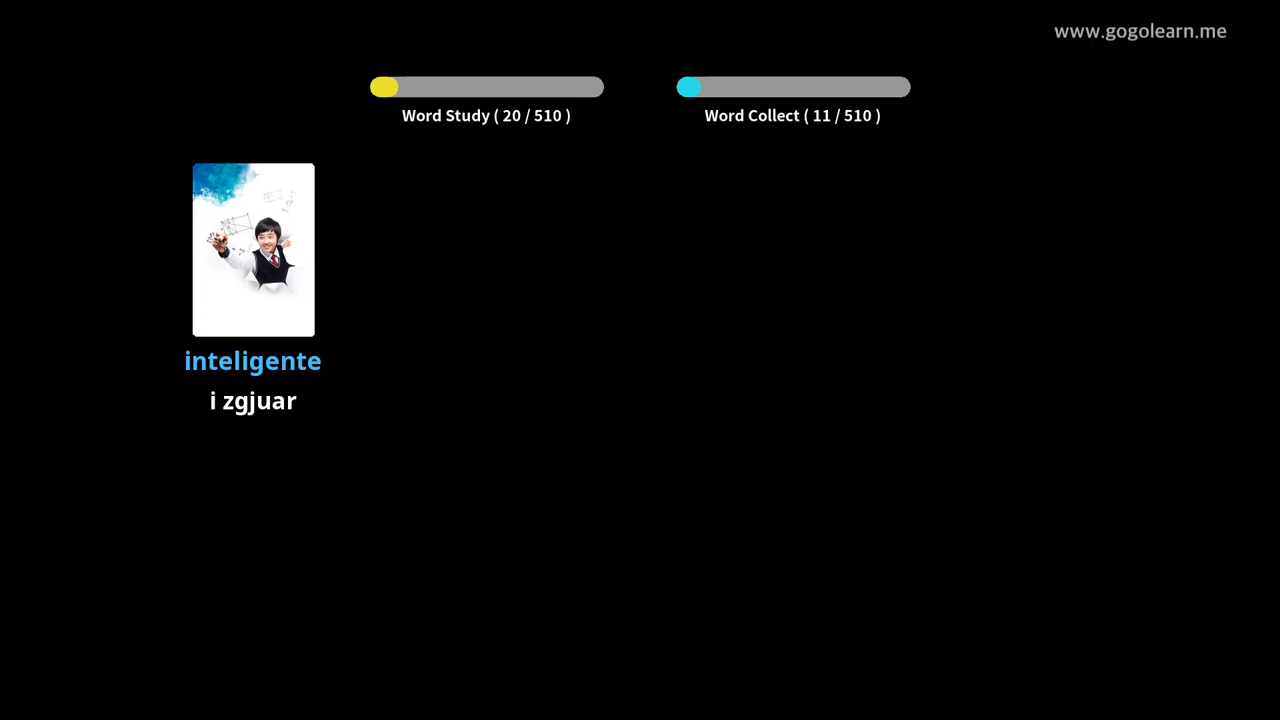 www.gogolearn.me
Word Study ( 20 / 510 )
Word Collect ( 11 / 510 )
inteligente
i zgjuar